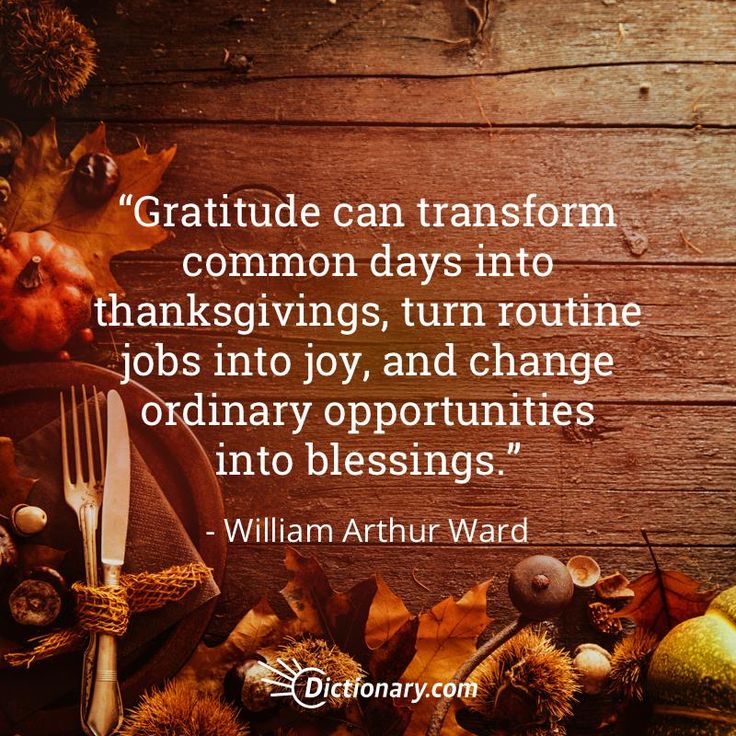 “Gratitude can transform
common days into
thanksgivings, turn routine
jobs into joy, and change
ordinary opportunities
into blessings.”
- William Arthur Ward
Dictionary.com